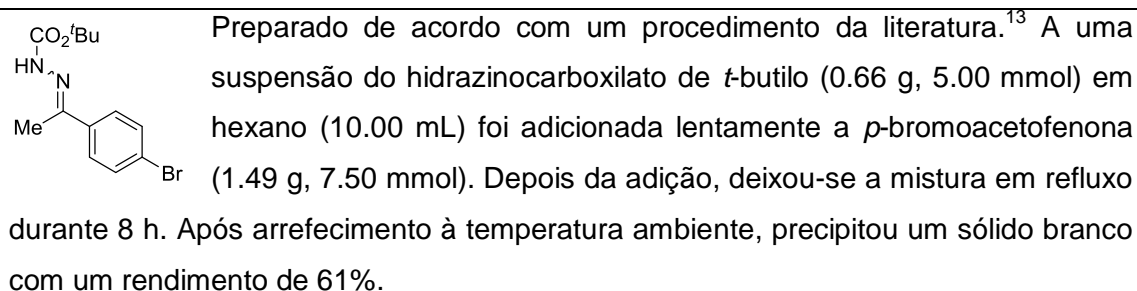 CO2tBu
HN
N
Me
Br
Preparado de acordo com um procedimento da literatura.13 A uma
suspensão do hidrazinocarboxilato de t-butilo (0.66 g, 5.00 mmol) em
hexano (10.00 mL) foi adicionada lentamente a p-bromoacetofenona
(1.49 g, 7.50 mmol). Depois da adição, deixou-se a mistura em refluxo
durante 8 h. Após arrefecimento à temperatura ambiente, precipitou um sólido branco
com um rendimento de 61%.